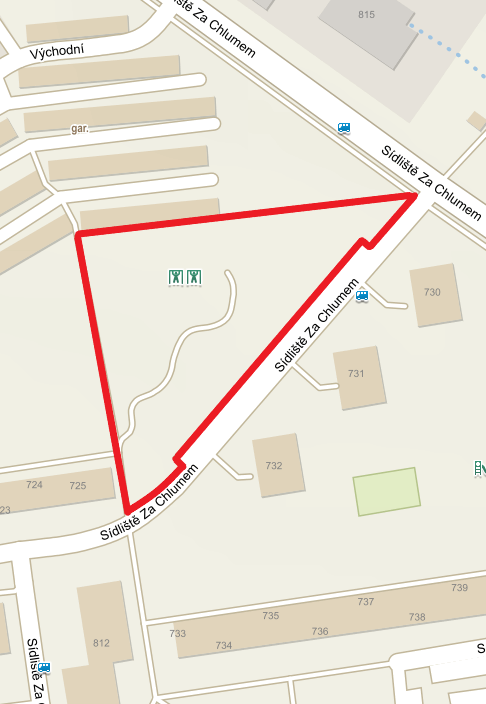 Sídliště Za Chlumem
815
Východní
gar.
Sídliště Za Chlumem
730
Sídliště Za Chlumem
731
732
724
725
723
Sídliště Za Chlumem
739
737
735
738
736
733
734
812
Sídliště Za
S